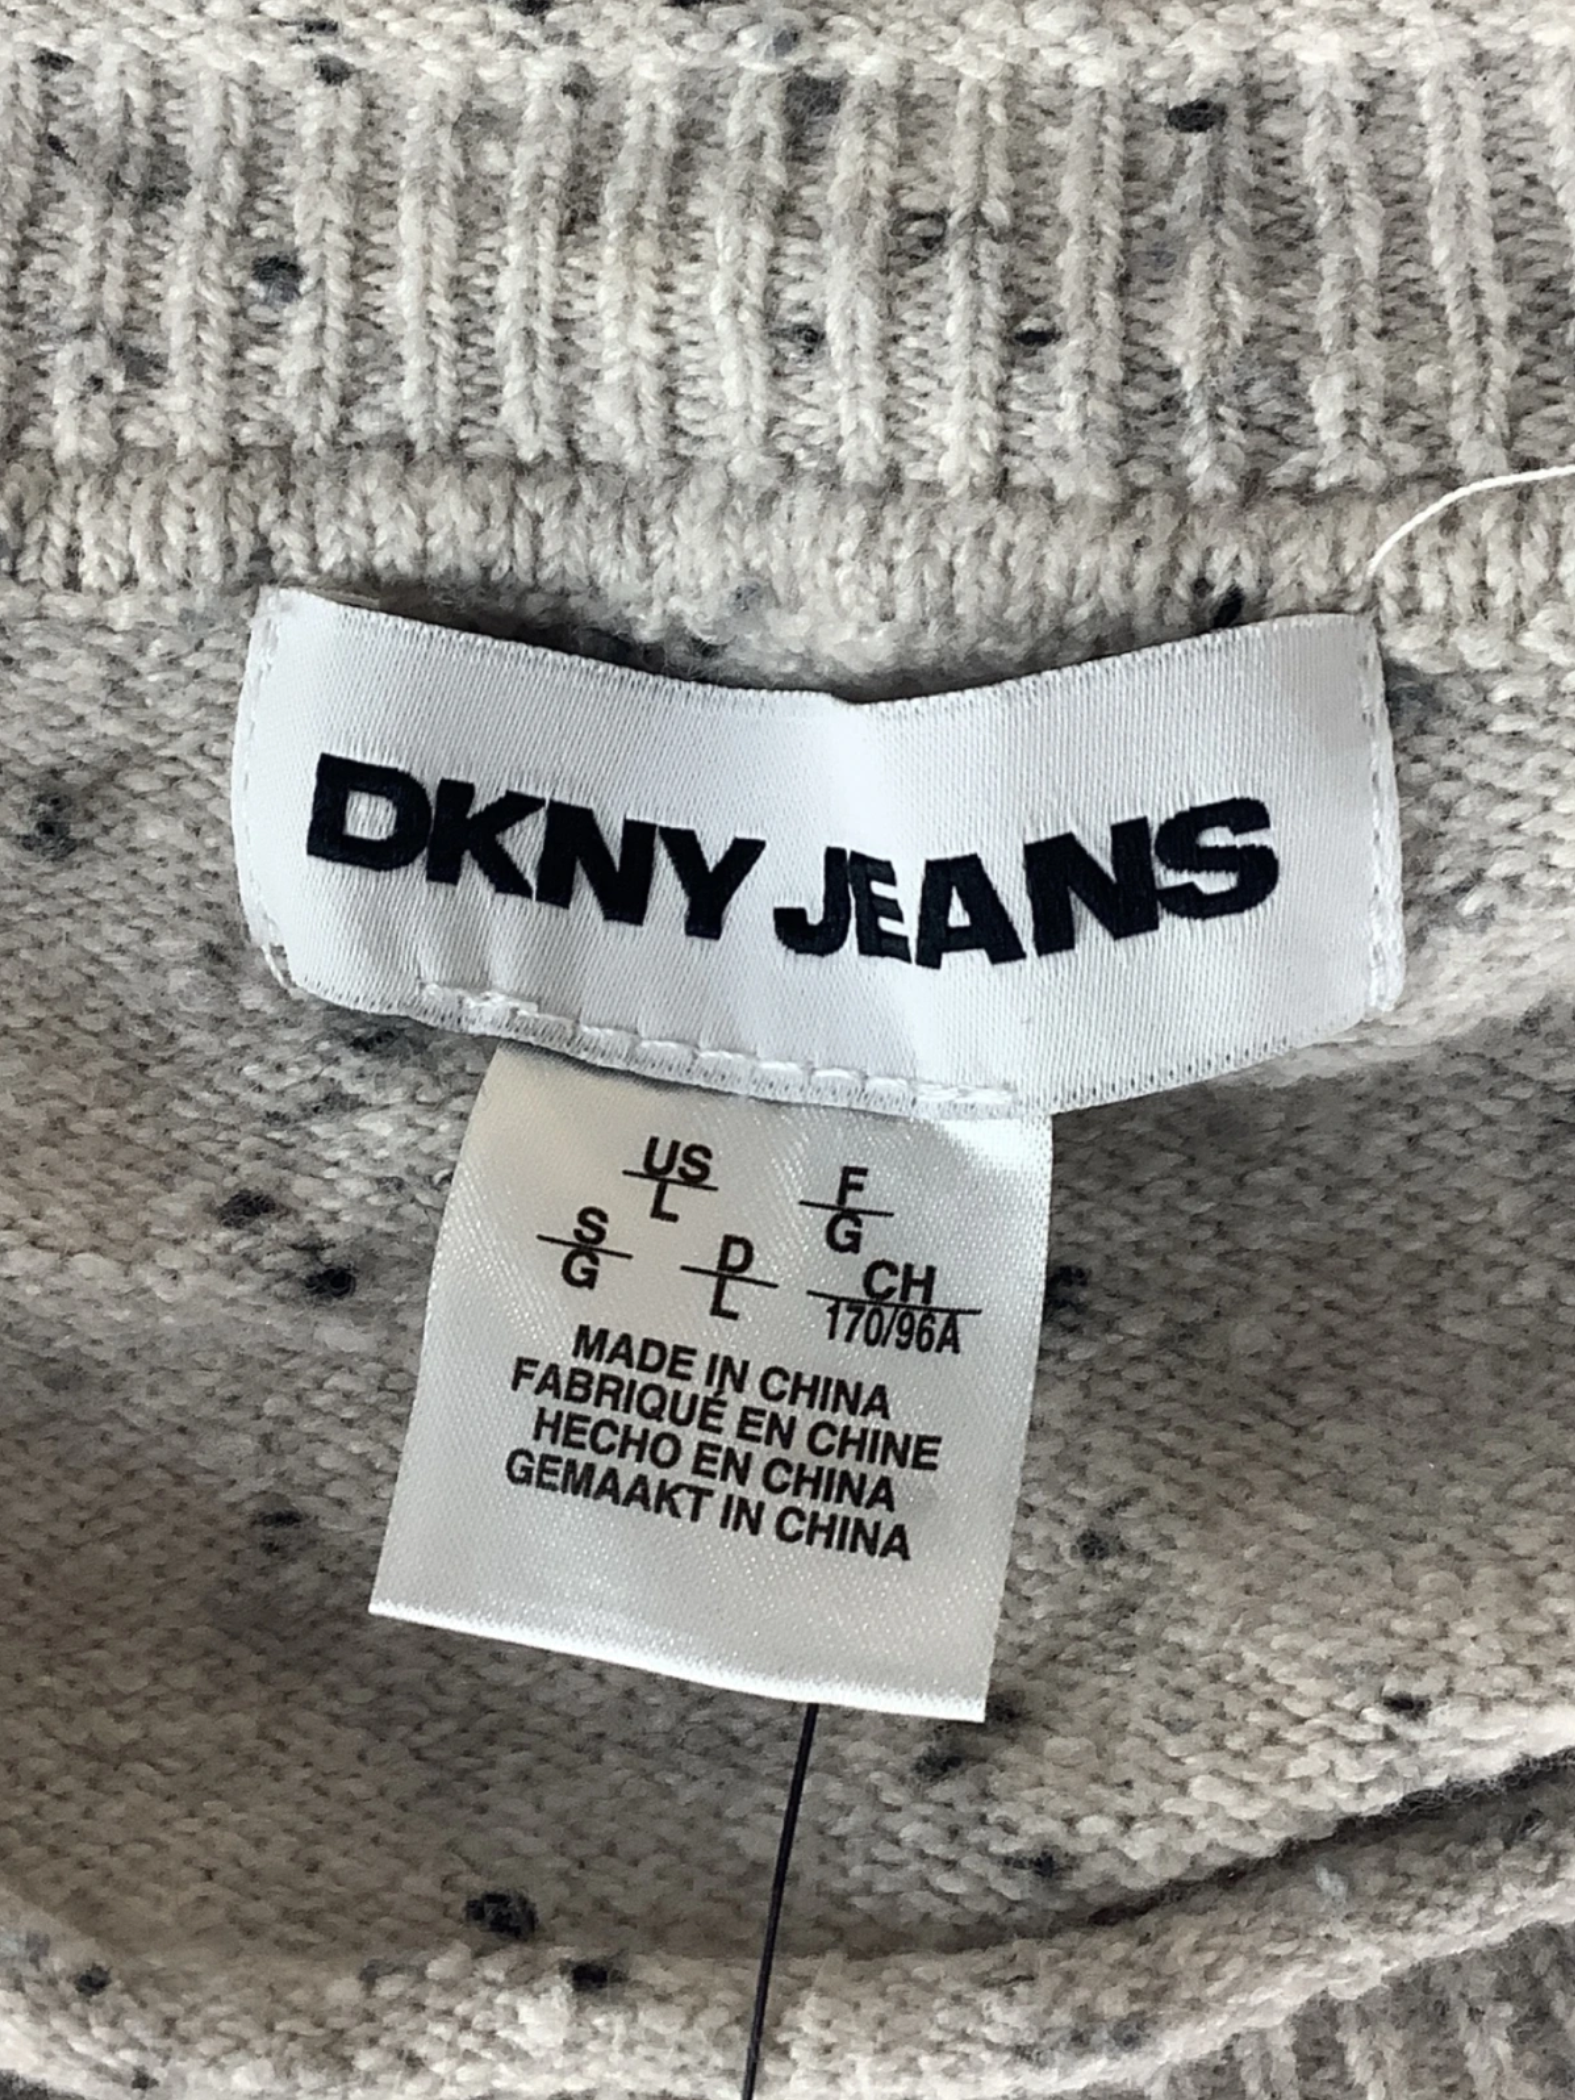 DKNY JEANS
US F
L G
S D CH
G L 170/96A
MADE IN CHINA
FABRIQUÉ EN CHINE
HECHO EN CHINA
GEMAAKT IN CHINA